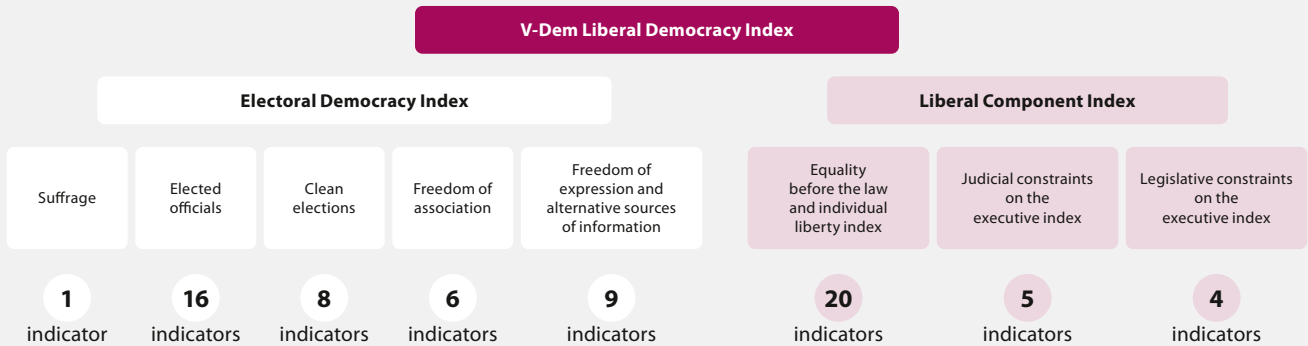 V-Dem Liberal Democracy Index
Electoral Democracy Index
Liberal Component Index
Suffrage
Elected
officials
Clean
elections
Freedom of
association
Freedom of
expression and
alternative sources
of information
Equality
before the law
and individual
liberty index
Judicial constraints
on the
executive index
Legislative constraints
on the
executive index
1
indicator
16
indicators
8
indicators
6
indicators
9
indicators
20
indicators
5
indicators
4
indicators